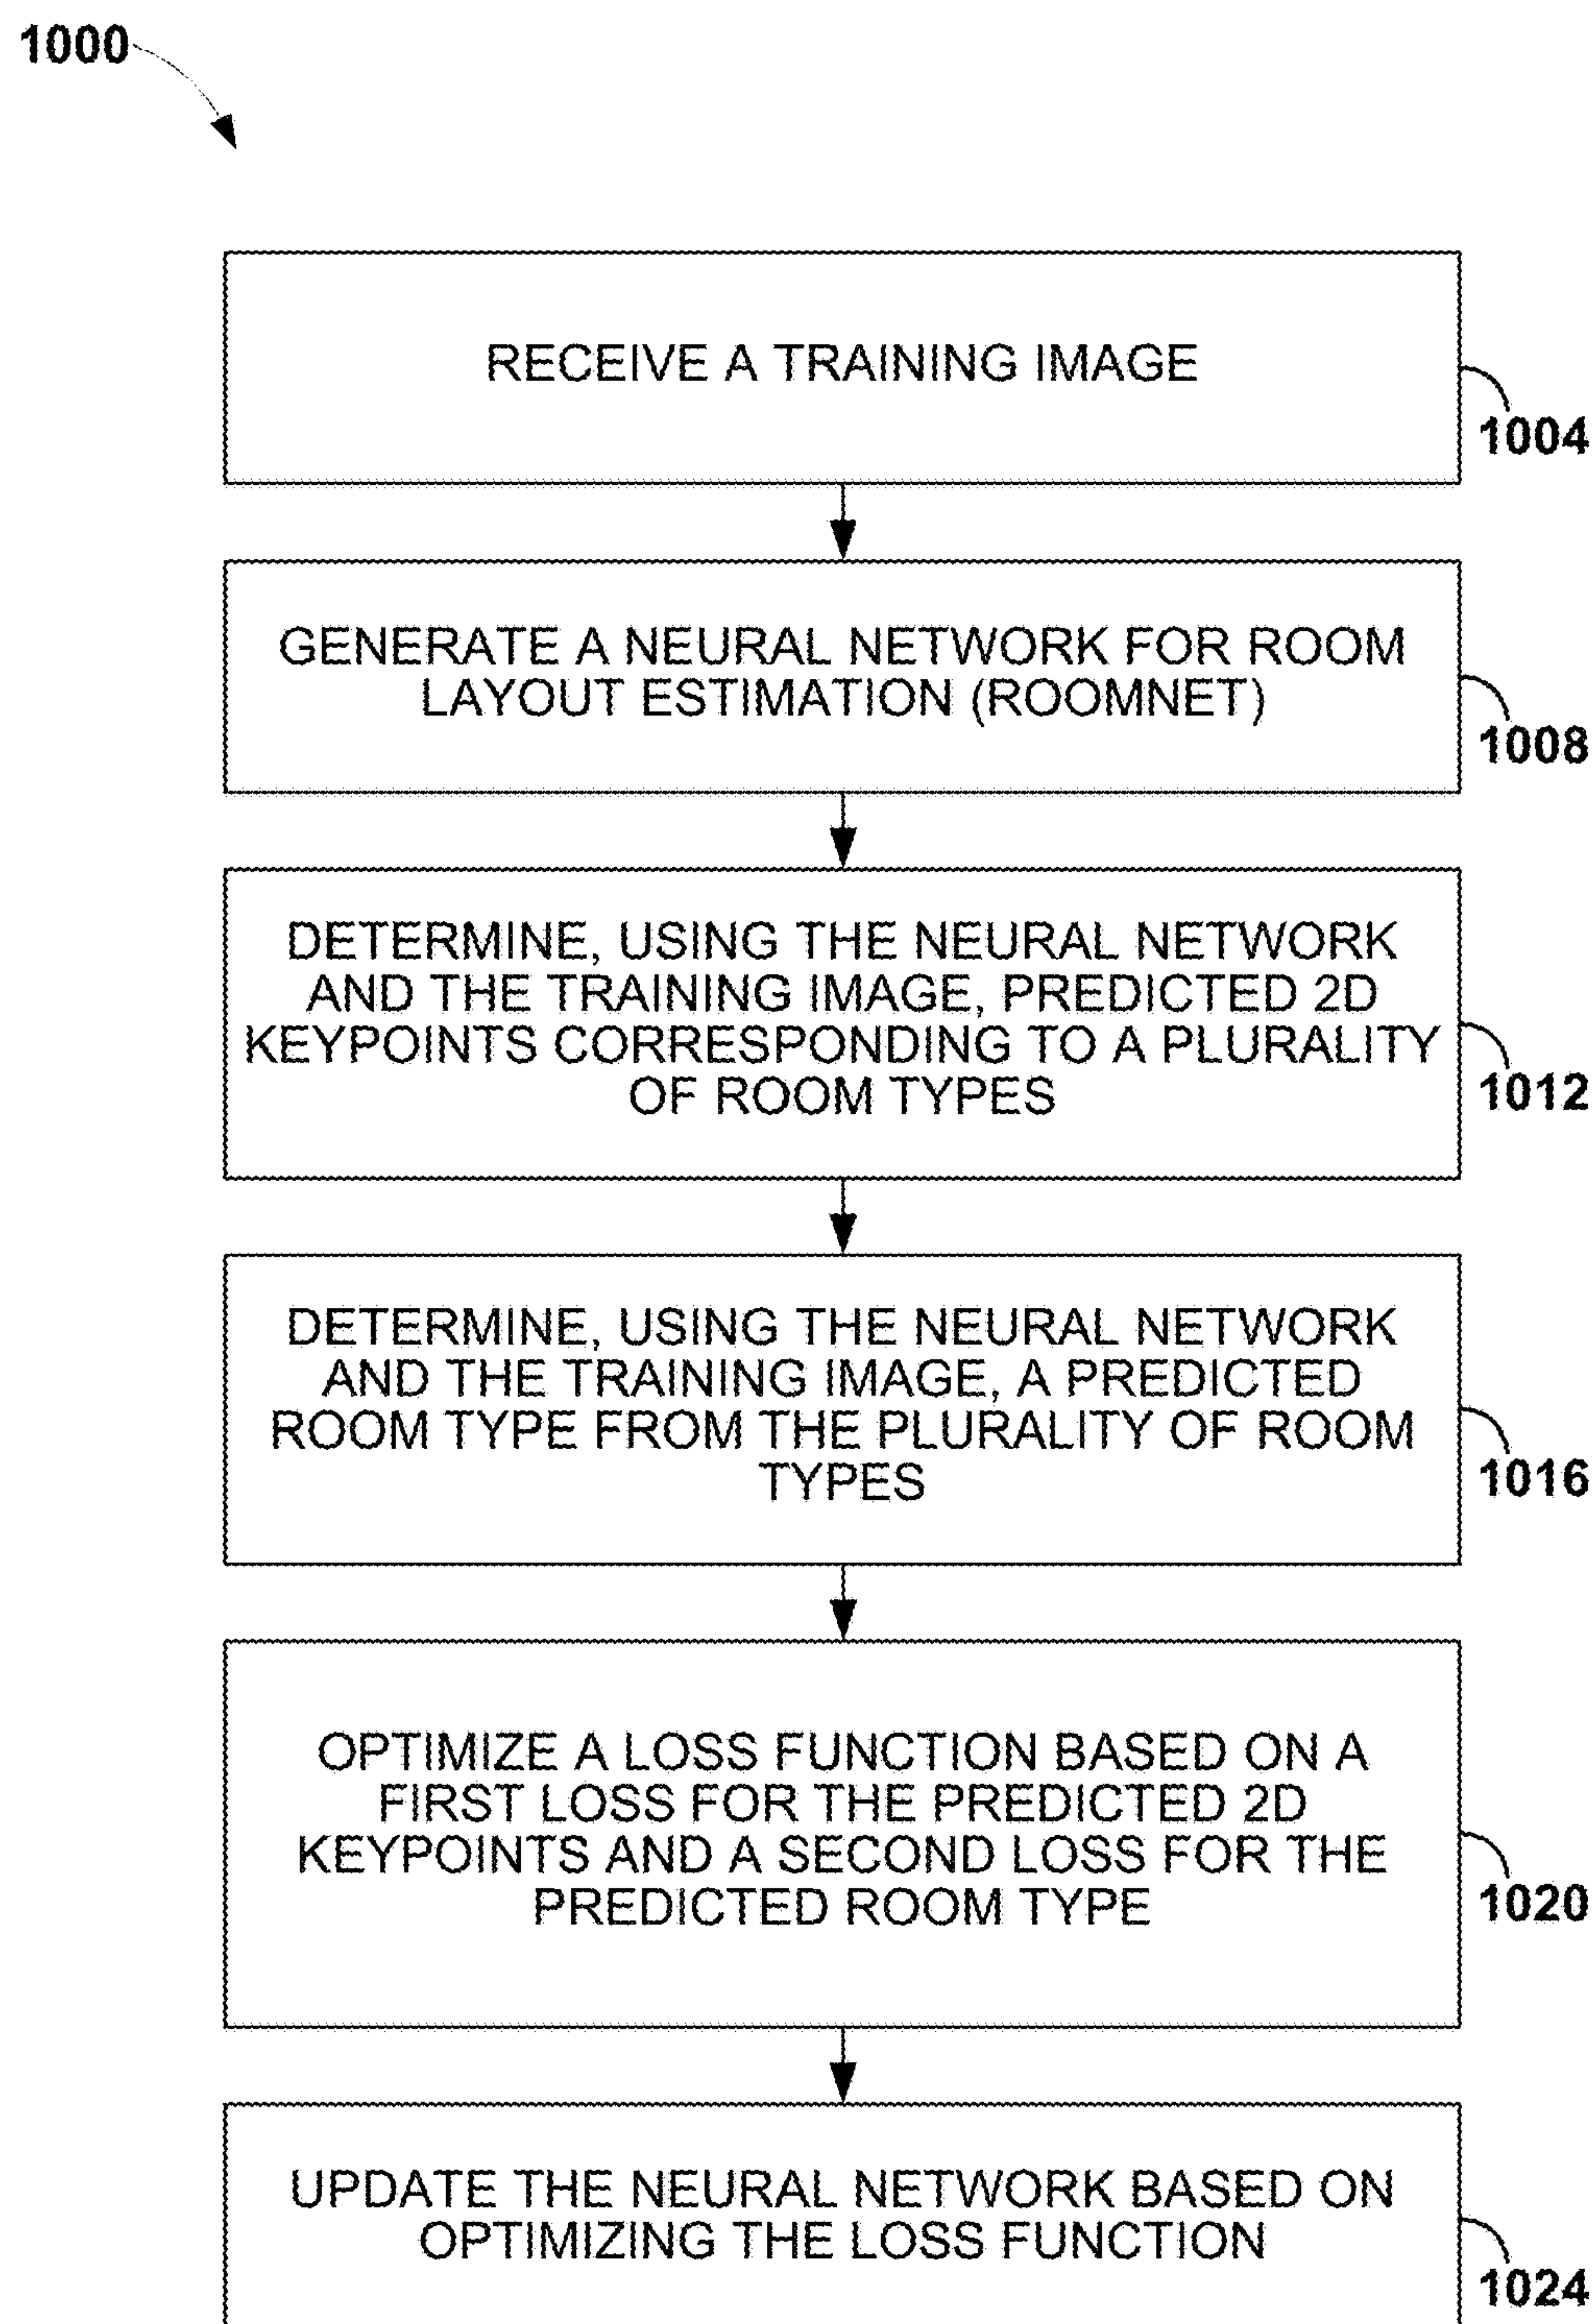 1000
RECEIVE A TRAINING IMAGE
1004
GENERATE A NEURAL NETWORK FOR ROOM
LAYOUT ESTIMATION (ROOMNET)
1008
DETERMINE, USING THE NEURAL NETWORK
AND THE TRAINING IMAGE, PREDICTED 2D
KEYPOINTS CORRESPONDING TO A PLURALITY
OF ROOM TYPES
1012
DETERMINE, USING THE NEURAL NETWORK
AND THE TRAINING IMAGE, A PREDICTED
ROOM TYPE FROM THE PLURALITY OF ROOM
TYPES
1016
OPTIMIZE A LOSS FUNCTION BASED ON A
FIRST LOSS FOR THE PREDICTED 2D
KEYPOINTS AND A SECOND LOSS FOR THE
PREDICTED ROOM TYPE
1020
UPDATE THE NEURAL NETWORK BASED ON
OPTIMIZING THE LOSS FUNCTION
1024